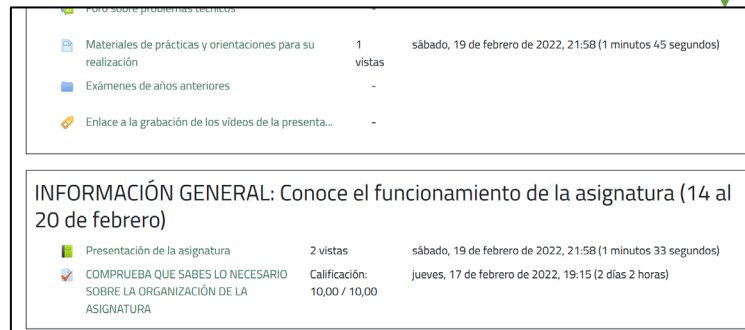 Foro sobre problemas técnicos -
Materiales de prácticas y orientaciones para su 1 sábado, 19 de febrero de 2022, 21:58 (1 minutos 45 segundos)
realización vistas
Exámenes de años anteriores -
Enlace a la grabación de los vídeos de la presenta... -
INFORMACIÓN GENERAL: Conoce el funcionamiento de la asignatura (14 al
20 de febrero)
Presentación de la asignatura 2 vistas sábado, 19 de febrero de 2022, 21:58 (1 minutos 33 segundos)
COMPRUEBA QUE SABES LO NECESARIO Calificación: jueves, 17 de febrero de 2022, 19:15 (2 días 2 horas)
SOBRE LA ORGANIZACIÓN DE LA 10,00 / 10,00
ASIGNATURA